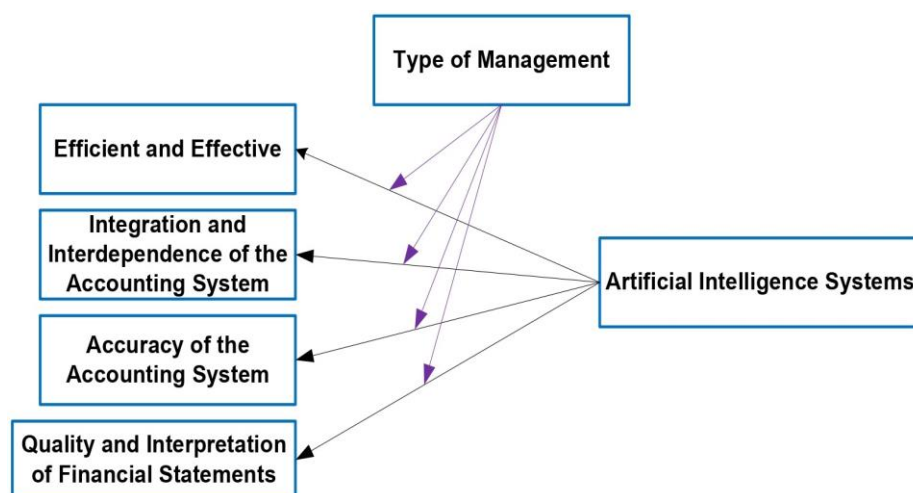 Type of Management
Efficient and Effective
Integration and
Interdependence of the
Accounting System
Artificial Intelligence Systems
Accuracy of the
Accounting System
Quality and Interpretation
of Financial Statements